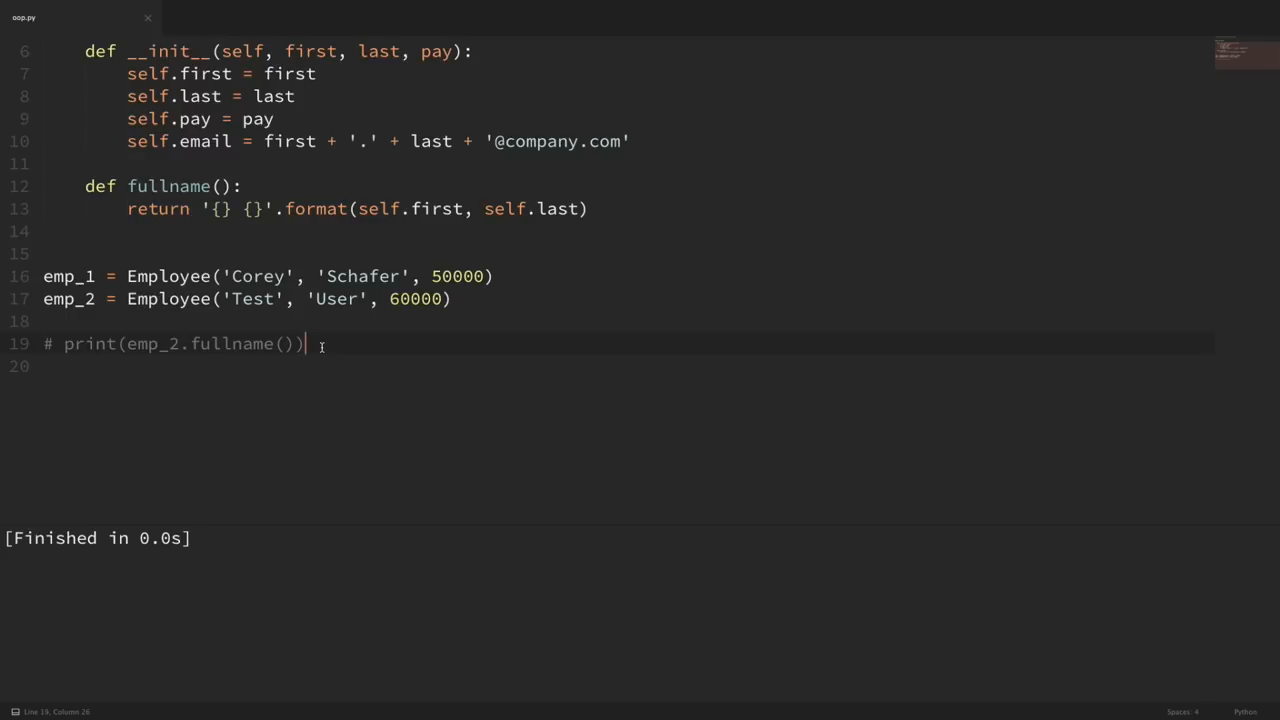 oop.py
6 def __init__(self, first, last, pay):
7 self.first = first
8 self.last = last
9 self.pay = pay
10 self.email = first + '.' + last + '@company.com'
11
12 def fullname():
13 return '{} {}'.format(self.first, self.last)
14
15
16 emp_1 = Employee('Corey', 'Schafer', 50000)
17 emp_2 = Employee('Test', 'User', 60000)
18
19 # print(emp_2.fullname())
20
[Finished in 0.0s]
Line 19, Column 26
Spaces: 4
Python